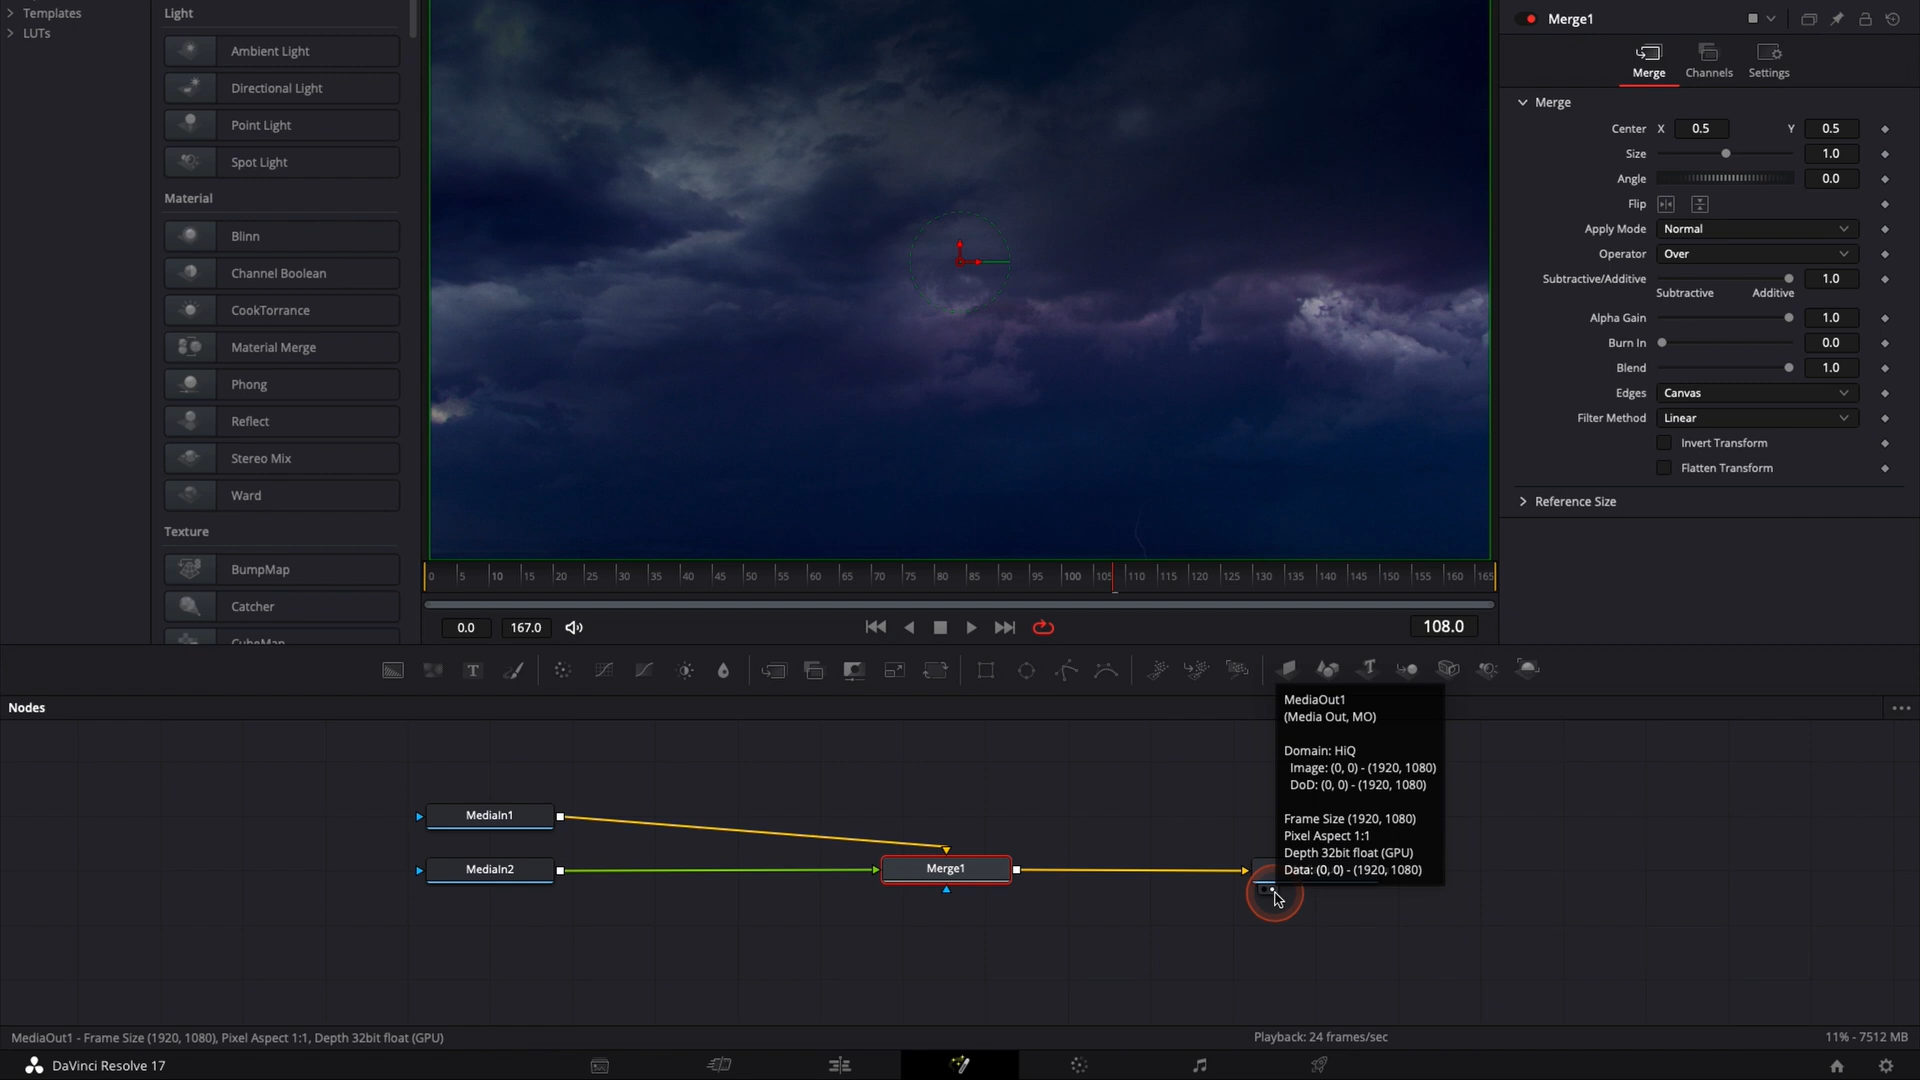 Templates
LUTs
Light
Ambient Light
Directional Light
Point Light
Spot Light
Material
Blinn
Channel Boolean
CookTorrance
Material Merge
Phong
Reflect
Stereo Mix
Ward
Texture
BumpMap
Catcher
CubeMap
0 5 10 15 20 25 30 35 40 45 50 55 60 65 70 75 80 85 90 95 100 105 110 115 120 125 130 135 140 145 150 155 160 165
0.0 167.0 108.0
Merge1
Merge Channels Settings
Merge
Center X 0.5 Y 0.5
Size 1.0
Angle 0.0
Flip
Apply Mode Normal
Operator Over
Subtractive/Additive 1.0
Subtractive Additive
Alpha Gain 1.0
Burn In 0.0
Blend 1.0
Edges Canvas
Filter Method Linear
Invert Transform
Flatten Transform
Reference Size
T T
Nodes
MediaIn1
MediaIn2
Merge1
MediaOut1
(Media Out, MO)
Domain: HiQ
Image: (0, 0) - (1920, 1080)
DoD: (0, 0) - (1920, 1080)
Frame Size (1920, 1080)
Pixel Aspect 1:1
Depth 32bit float (GPU)
Data: (0, 0) - (1920, 1080)
MediaOut1 - Frame Size (1920, 1080), Pixel Aspect 1:1, Depth 32bit float (GPU)
Playback: 24 frames/sec
11% - 7512 MB
DaVinci Resolve 17